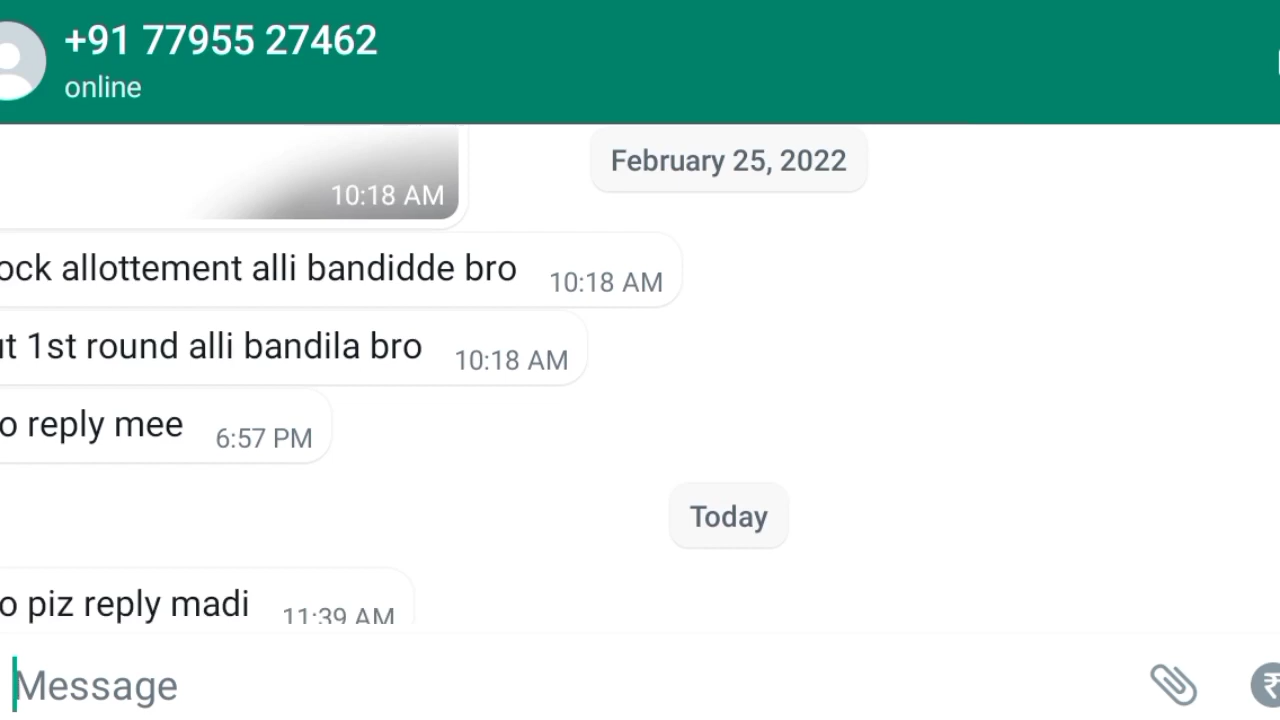 +91 77955 27462
online
February 25, 2022
10:18 AM
ock allottement alli bandidde bro 10:18 AM
1st round alli bandila bro 10:18 AM
o reply mee 6:57 PM
Today
o piz reply madi 11:39 AM
Message
₹